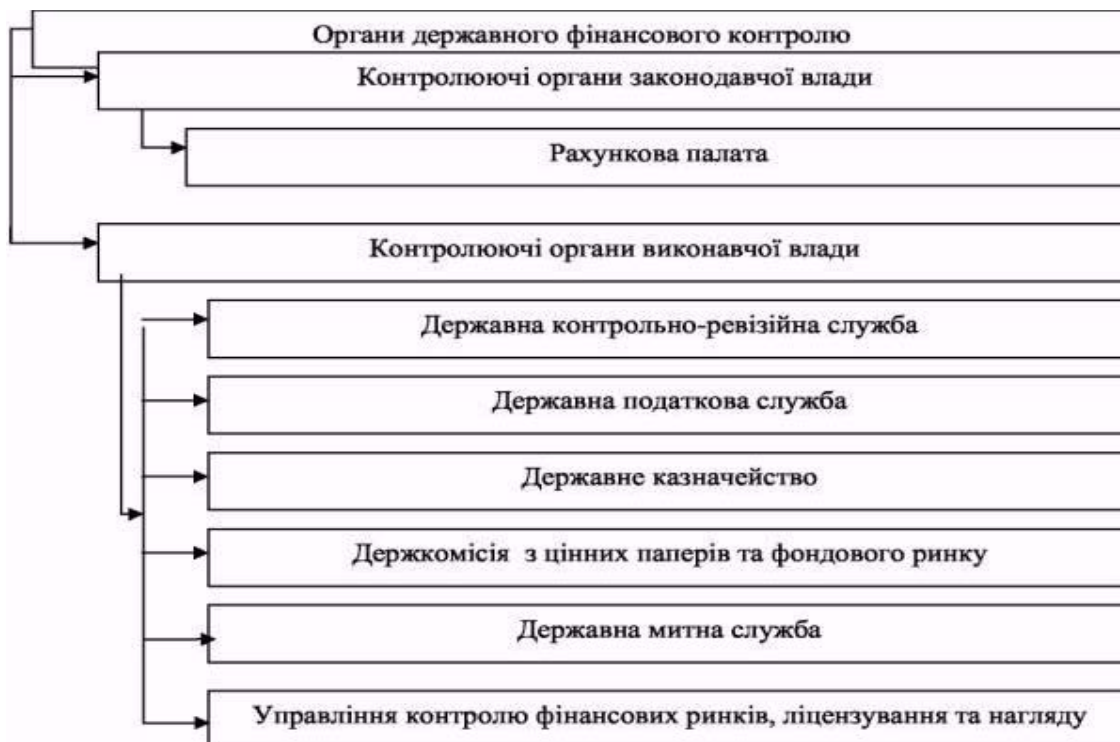 Органи державного фінансового контролю
Контролюючі органи законодавчої влади
Рахункова палата
Контролюючі органи виконавчої влади
Державна контрольно-ревізійна служба
Державна податкова служба
Державне казначейство
Держкомісія з цінних паперів та фондового ринку
Державна митна служба
Управління контролю фінансових ринків, ліцензування та нагляду